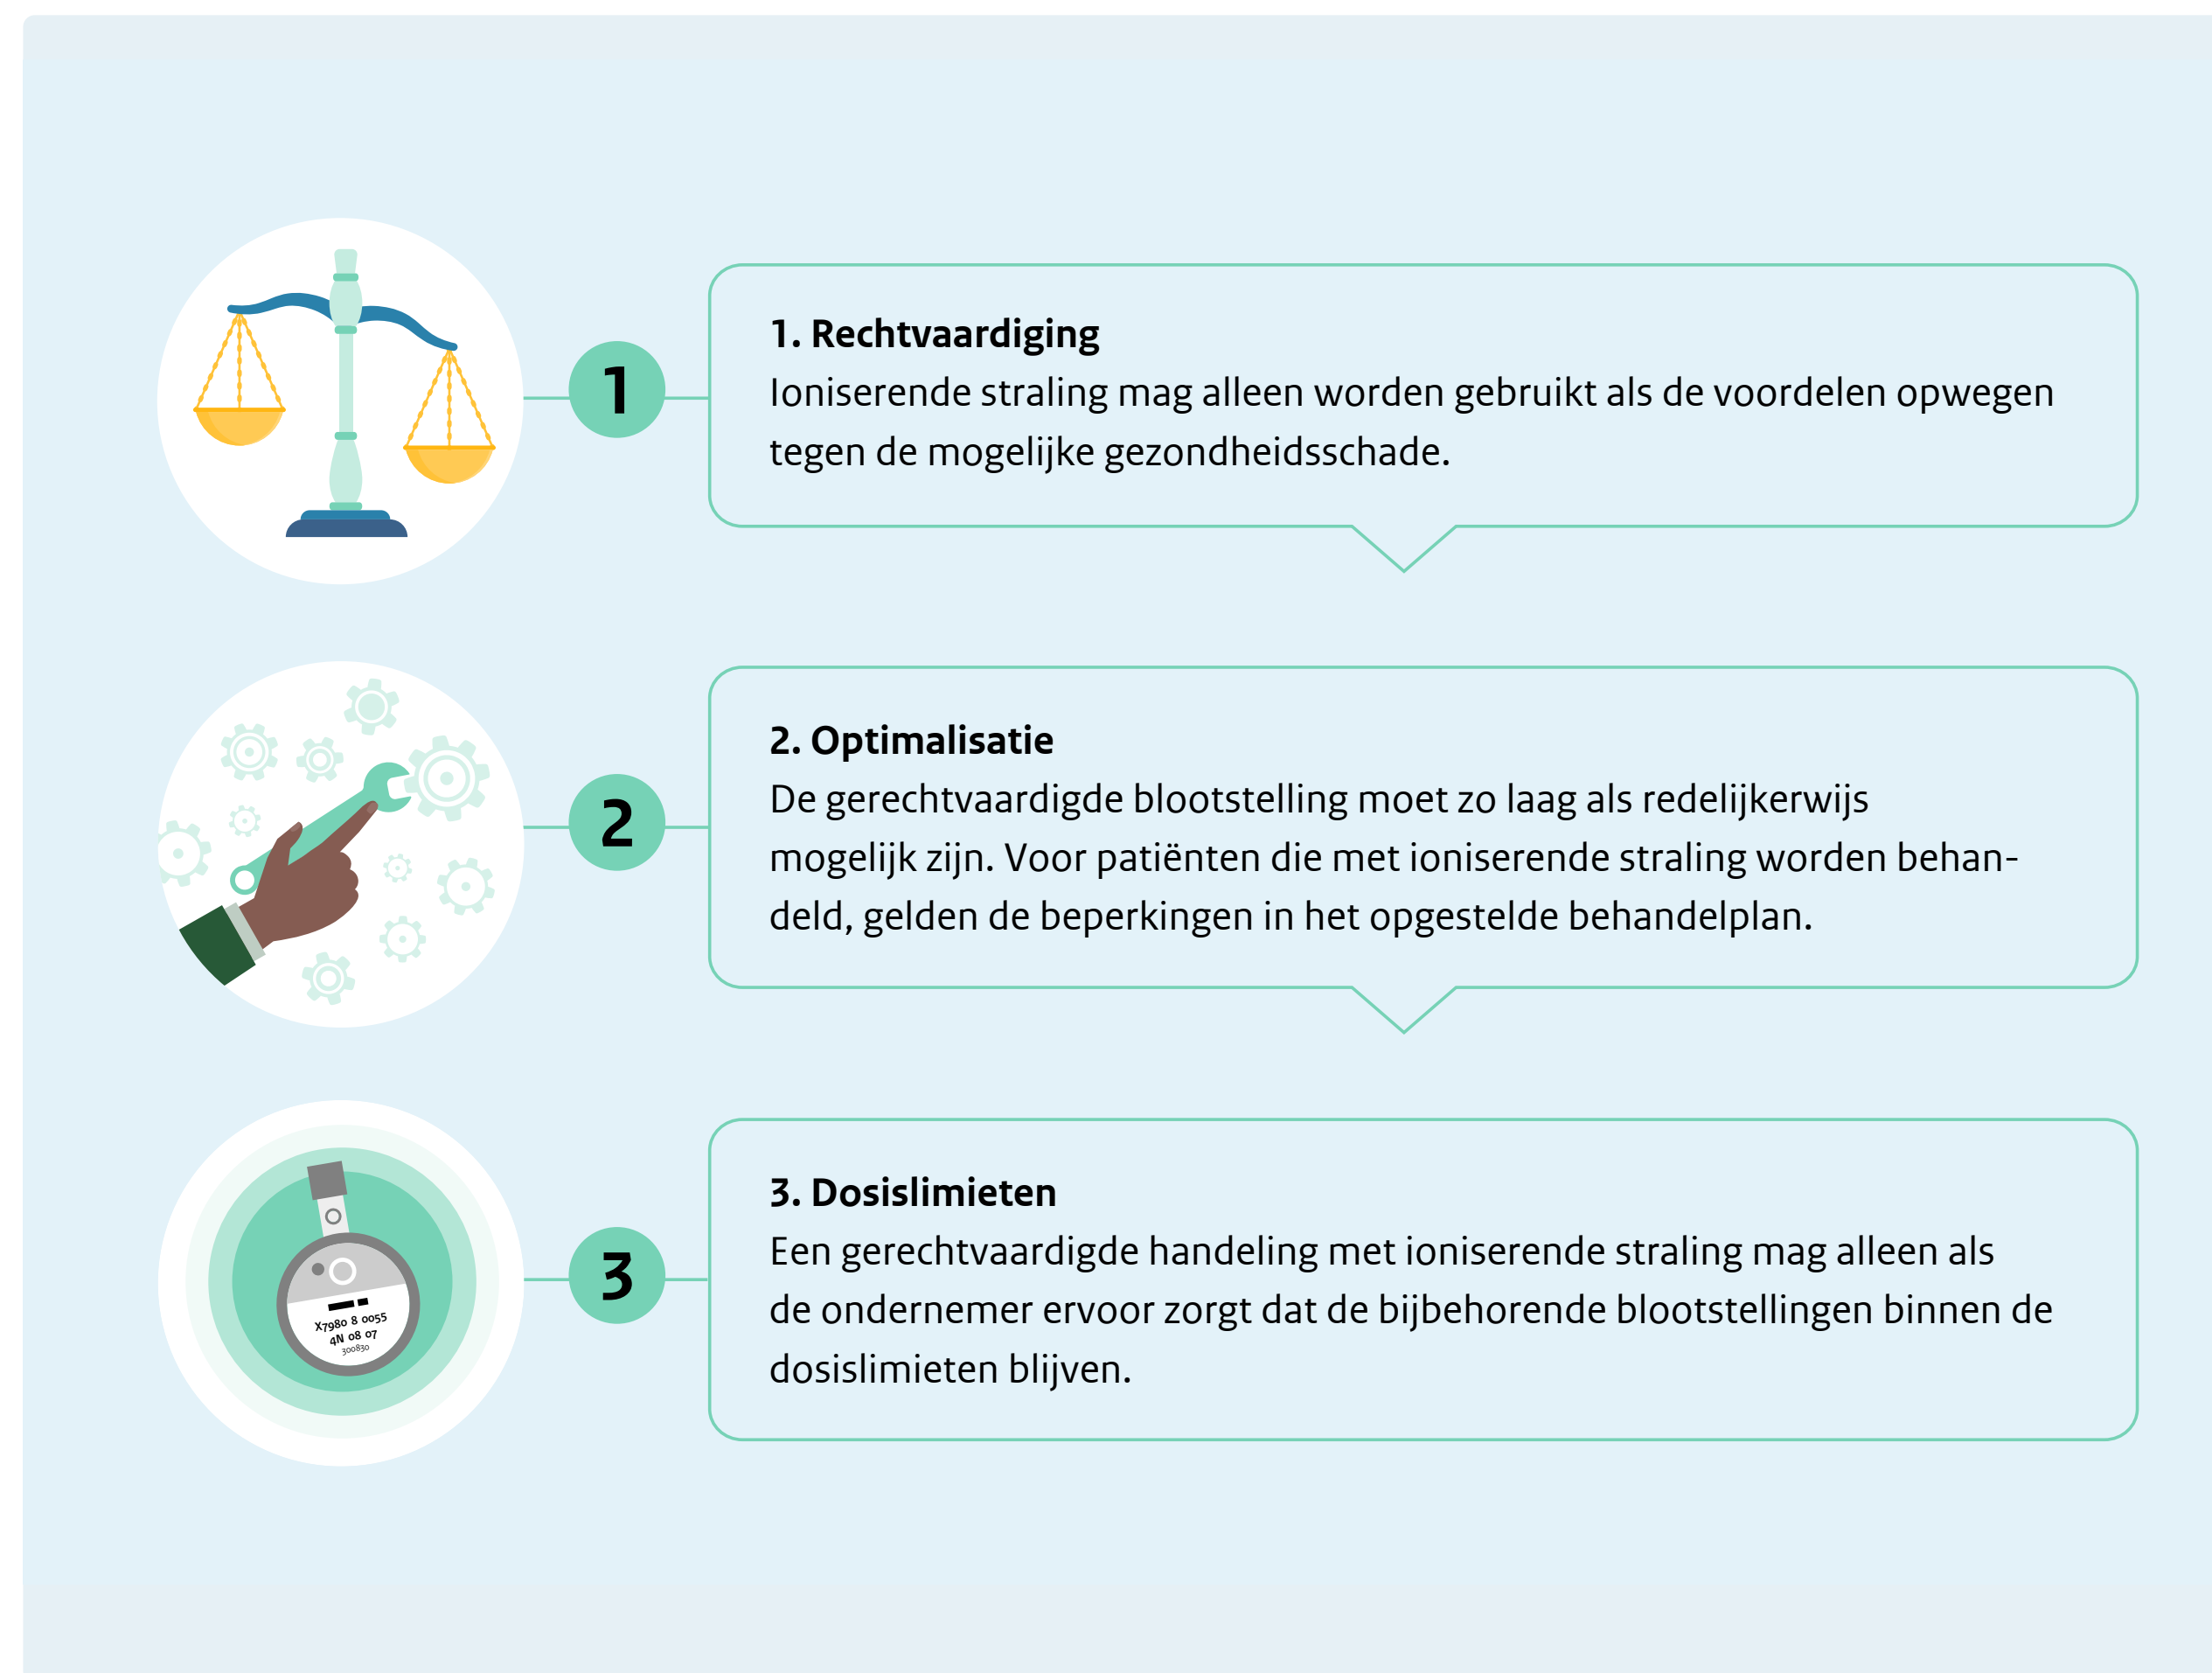 1
1. Rechtvaardiging
Ioniserende straling mag alleen worden gebruikt als de voordelen opwegen
tegen de mogelijke gezondheidsschade.
2
2. Optimalisatie
De gerechtvaardigde blootstelling moet zo laag als redelijkerwijs
mogelijk zijn. Voor patiënten die met ioniserende straling worden behan-
deld, gelden de beperkingen in het opgestelde behandelplan.
X7980 8 0055
4N 08 07
300830
3
3. Dosislimieten
Een gerechtvaardigde handeling met ioniserende straling mag alleen als
de ondernemer ervoor zorgt dat de bijbehorende blootstellingen binnen de
dosislimieten blijven.